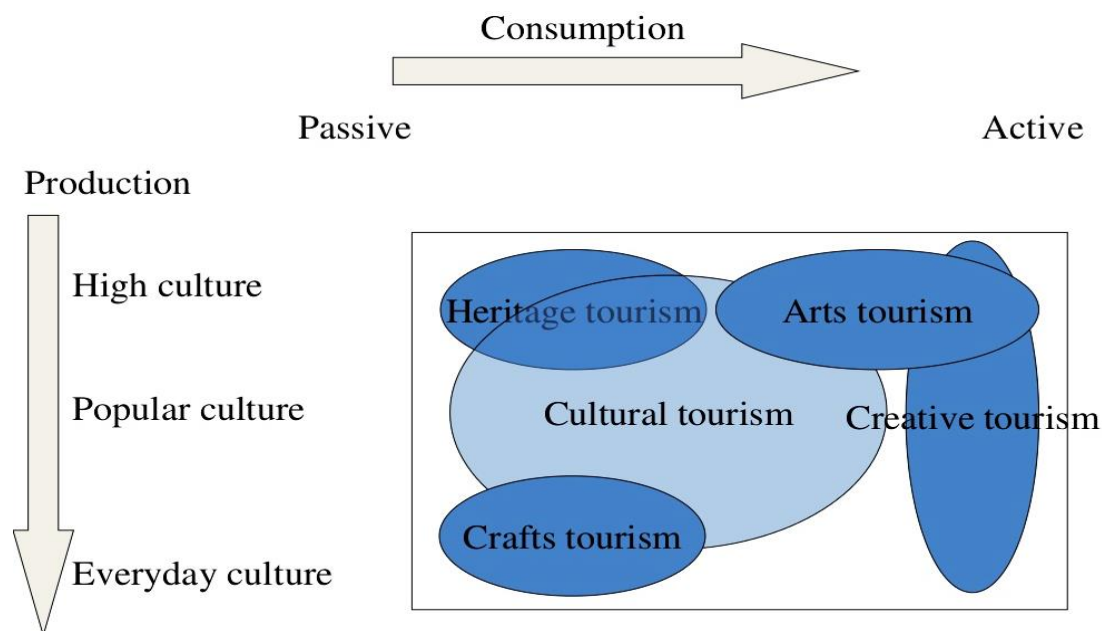 Consumption
Passive
Active
Production
High culture
Heritage tourism
Arts tourism
Popular culture
Cultural tourism
Creative tourism
Crafts tourism
Everyday culture